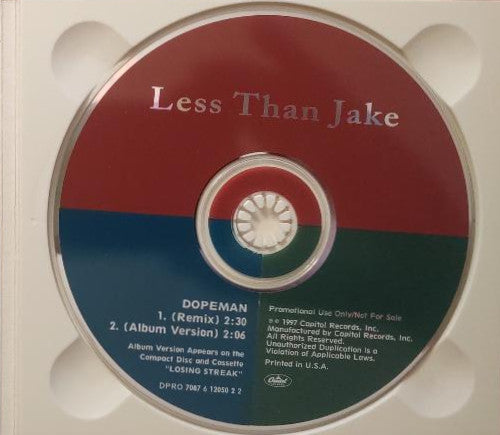 Less Than Jake
DOPEMAN
1. (Remix) 2:30
2. (Album Version) 2:06
Album Version Appears on the
Compact Disc and Cassette
"LOSING STREAK"
DPRO 7087 6 12050 2 2
Promotional Use Only/Not For Sale
℗ © 1997 Capitol Records, Inc.
Manufactured by Capitol Records, Inc.
All Rights Reserved.
Unauthorized Duplication is a
Violation of Applicable Laws.
Printed in U.S.A.
Capitol